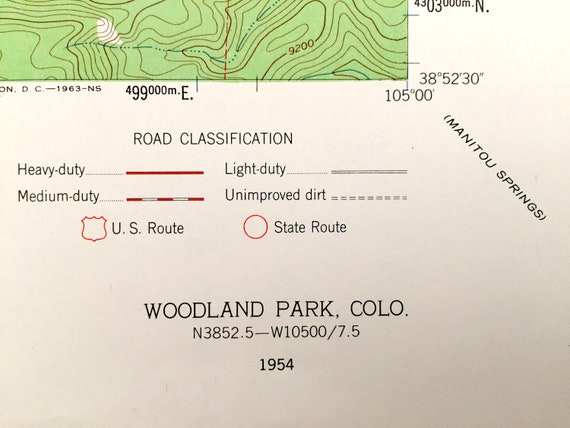 4303000m.N.
9200
38°52'30"
ON, D. C.—1963-NS
499000m.E.
105°00'
(MANITOU SPRINGS)
ROAD CLASSIFICATION
Heavy-duty
Light-duty
Medium-duty
Unimproved dirt
U. S. Route
State Route
WOODLAND PARK, COLO.
N3852.5—W10500/7.5
1954